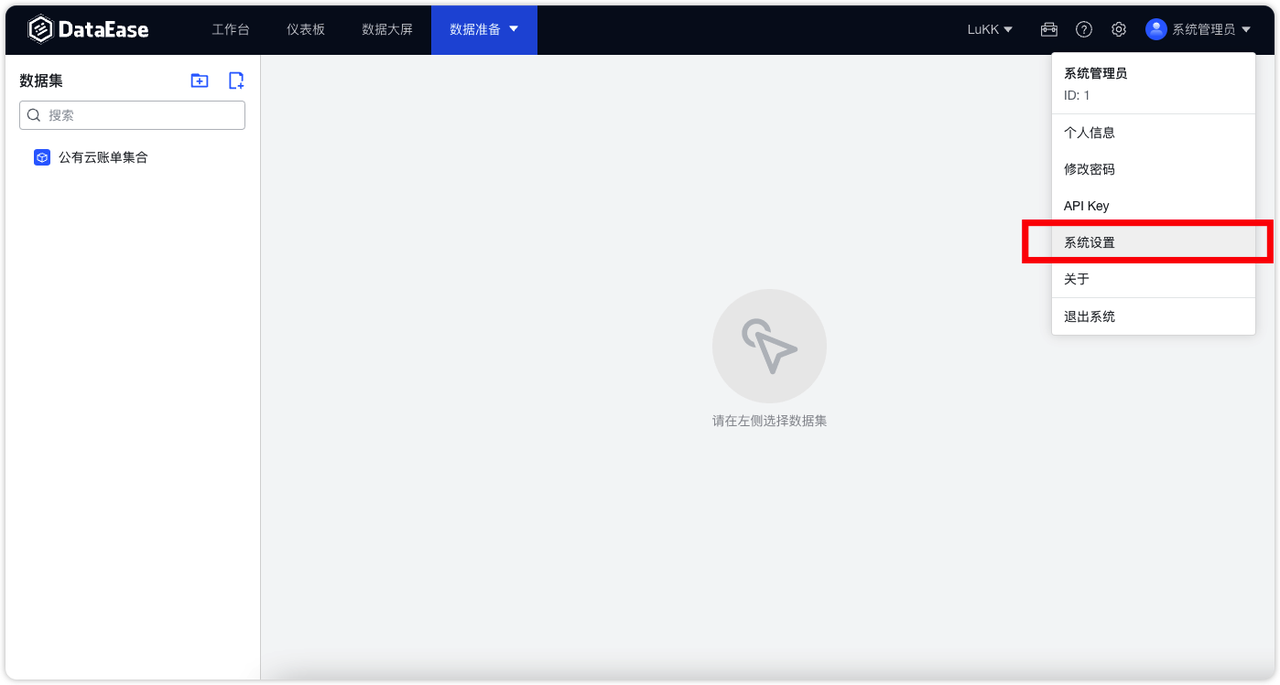 DataEase
工作台
仪表板
数据大屏
数据准备
LuKK
系统管理员
数据集
搜索
公有云账单集合
系统管理员
ID: 1
个人信息
修改密码
API Key
系统设置
关于
退出系统
请在左侧选择数据集